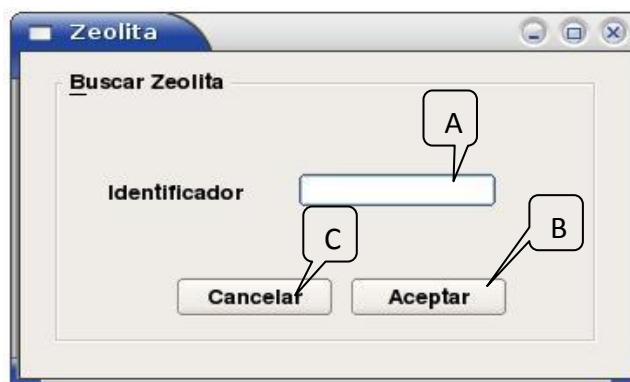 Zeolita
Buscar Zeolita
A
Identificador
C
B
Cancelar
Aceptar